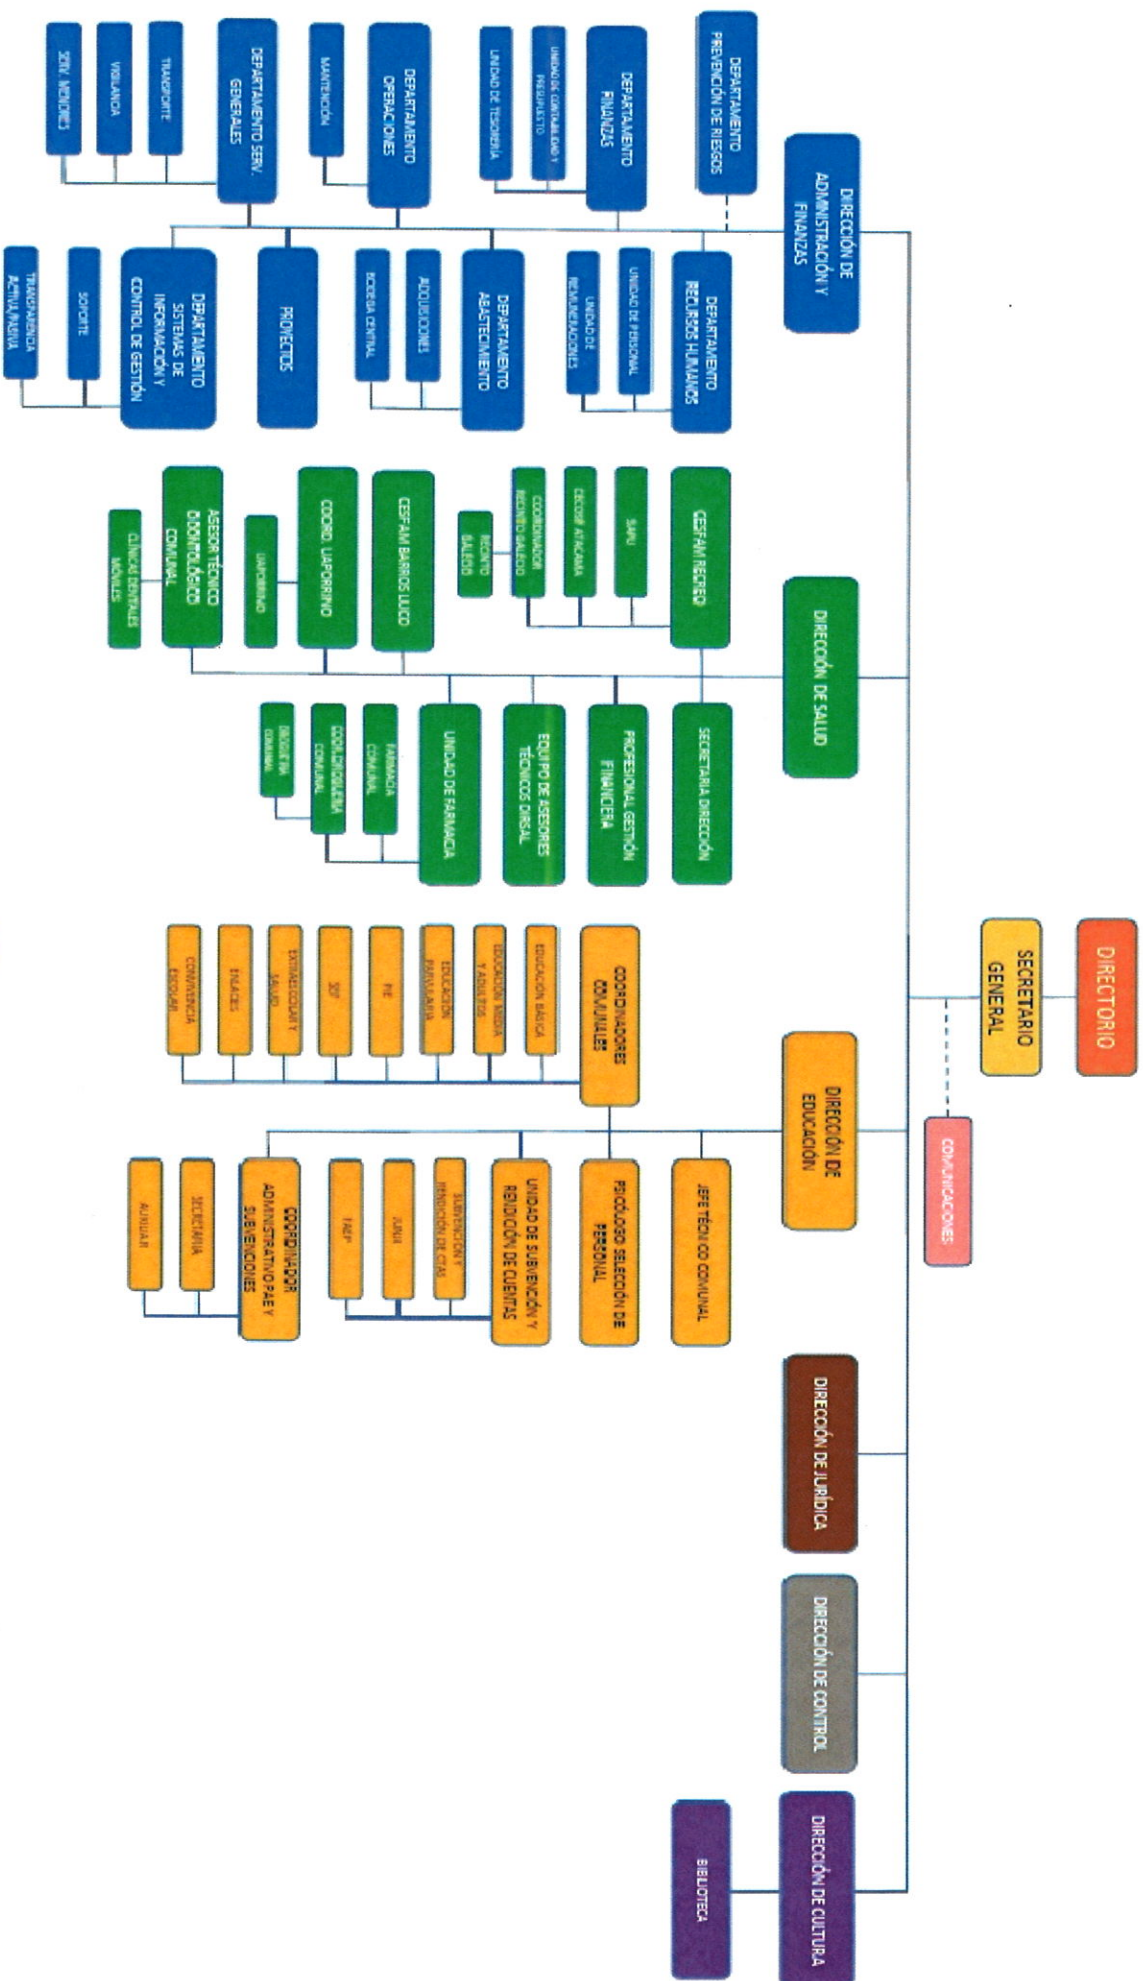 DIRECTORIO
SECRETARIO
GENERAL
COMUNICACIONES
DIRECCIÓN DE
ADMINISTRACIÓN Y
FINANZAS
DEPARTAMENTO
PREVENCIÓN DE RIESGOS
DEPARTAMENTO
RECURSOS HUMANOS
UNIDAD DE PERSONAL
UNIDAD DE
REMUNERACIONES
DEPARTAMENTO
FINANZAS
UNIDAD DE CONTABILIDAD Y
PRESUPUESTO
UNIDAD DE TESORERÍA
DEPARTAMENTO
ABASTECIMIENTO
ADQUISICIONES
BODEGA CENTRAL
DEPARTAMENTO
OPERACIONES
MANTENCIÓN
PROYECTOS
DEPARTAMENTO SERV.
GENERALES
TRANSPORTE
VIGILANCIA
SERV. MENORES
DEPARTAMENTO
SISTEMAS DE
INFORMACIÓN Y
CONTROL DE GESTIÓN
SOPORTE
TRANSPARENCIA
ACTIVA/PASIVA
DIRECCIÓN DE SALUD
CESFAM RECREO
SAPU
CECOSF ATACAMA
COORDINADOR
RECINTO GALECIO
RECINTO
GALECIO
SECRETARIA DIRECCIÓN
PROFESIONAL GESTIÓN
FINANCIERA
EQUIPO DE ASESORES
TÉCNICOS DIRSAL
CESFAM BARROS LUCO
UNIDAD DE FARMACIA
FARMACIA
COMUNAL
COOR. DROGUERIA
COMUNAL
DROGUERIA
COMUNAL
COORD. UAPORRINO
UAPORRINO
ASESOR TÉCNICO
ODONTOLÓGICO
COMUNAL
CLÍNICAS DENTALES
MÓVILES
DIRECCIÓN DE
EDUCACIÓN
JEFE TÉCNICO COMUNAL
COORDINADORES
COMUNALES
EDUCACIÓN BÁSICA
EDUCACIÓN MEDIA
Y ADULTOS
EDUCACIÓN
PARVULARIA
PIE
SEP
EXTRAESCOLAR Y
SALUD
ENLACES
CONVIVENCIA
ESCOLAR
PSICÓLOGO SELECCIÓN DE
PERSONAL
UNIDAD DE SUBVENCIÓN Y
RENDICIÓN DE CUENTAS
SUBVENCIÓN Y
RENDICIÓN DE CTAS
JUNJI
FAEP
COORDINADOR
ADMINISTRATIVO PAE Y
SUBVENCIONES
SECRETARIA
AUXILIAR
DIRECCIÓN DE JURÍDICA
DIRECCIÓN DE CONTROL
DIRECCIÓN DE CULTURA
BIBLIOTECA